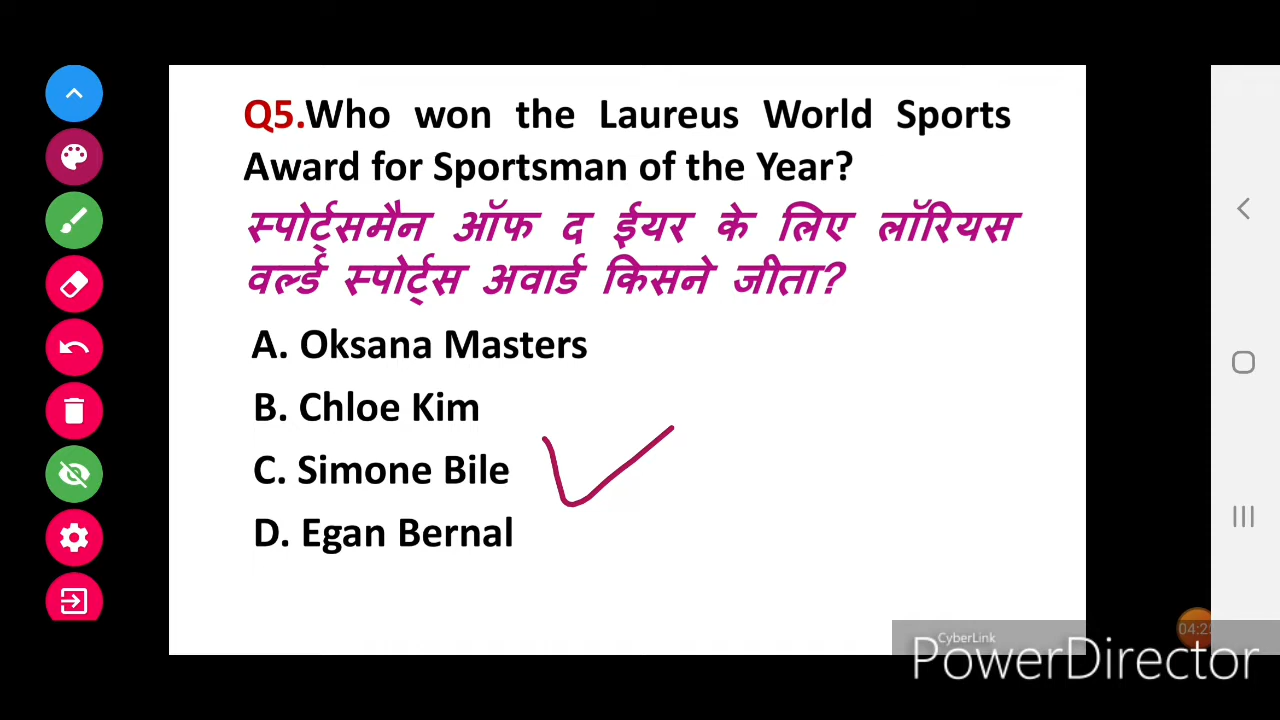 Q5.Who won the Laureus World Sports
Award for Sportsman of the Year?
स्पोर्ट्समैन ऑफ द ईयर के लिए लॉरियस
वर्ल्ड स्पोर्ट्स अवार्ड किसने जीता?
A. Oksana Masters
B. Chloe Kim
C. Simone Bile
D. Egan Bernal
CyberLink
PowerDirector